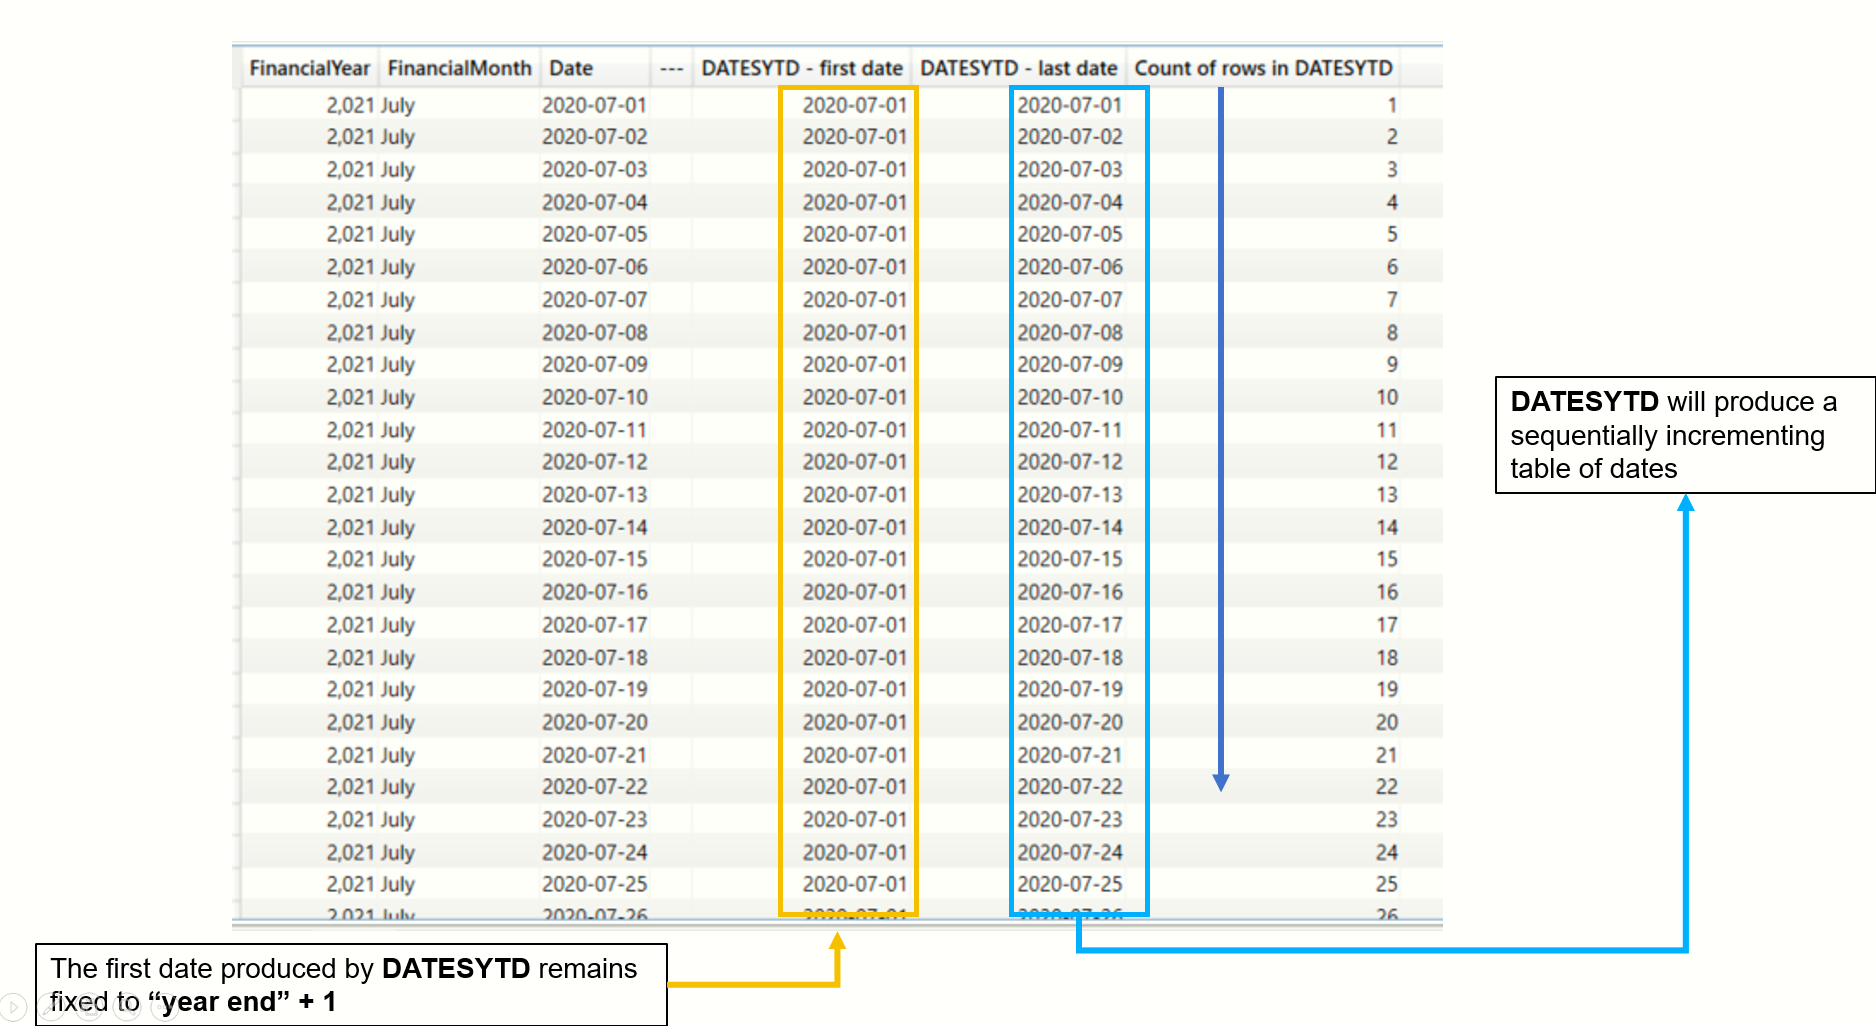 FinancialYear FinancialMonth Date --- DATESYTD - first date DATESYTD - last date Count of rows in DATESYTD
2,021 July 2020-07-01 2020-07-01 2020-07-01 1
2,021 July 2020-07-02 2020-07-01 2020-07-02 2
2,021 July 2020-07-03 2020-07-01 2020-07-03 3
2,021 July 2020-07-04 2020-07-01 2020-07-04 4
2,021 July 2020-07-05 2020-07-01 2020-07-05 5
2,021 July 2020-07-06 2020-07-01 2020-07-06 6
2,021 July 2020-07-07 2020-07-01 2020-07-07 7
2,021 July 2020-07-08 2020-07-01 2020-07-08 8
2,021 July 2020-07-09 2020-07-01 2020-07-09 9
2,021 July 2020-07-10 2020-07-01 2020-07-10 10
2,021 July 2020-07-11 2020-07-01 2020-07-11 11
2,021 July 2020-07-12 2020-07-01 2020-07-12 12
2,021 July 2020-07-13 2020-07-01 2020-07-13 13
2,021 July 2020-07-14 2020-07-01 2020-07-14 14
2,021 July 2020-07-15 2020-07-01 2020-07-15 15
2,021 July 2020-07-16 2020-07-01 2020-07-16 16
2,021 July 2020-07-17 2020-07-01 2020-07-17 17
2,021 July 2020-07-18 2020-07-01 2020-07-18 18
2,021 July 2020-07-19 2020-07-01 2020-07-19 19
2,021 July 2020-07-20 2020-07-01 2020-07-20 20
2,021 July 2020-07-21 2020-07-01 2020-07-21 21
2,021 July 2020-07-22 2020-07-01 2020-07-22 22
2,021 July 2020-07-23 2020-07-01 2020-07-23 23
2,021 July 2020-07-24 2020-07-01 2020-07-24 24
2,021 July 2020-07-25 2020-07-01 2020-07-25 25
2,021 July 2020-07-26 2020-07-01 2020-07-26 26
DATESYTD will produce a
sequentially incrementing
table of dates
The first date produced by DATESYTD remains
fixed to “year end” + 1